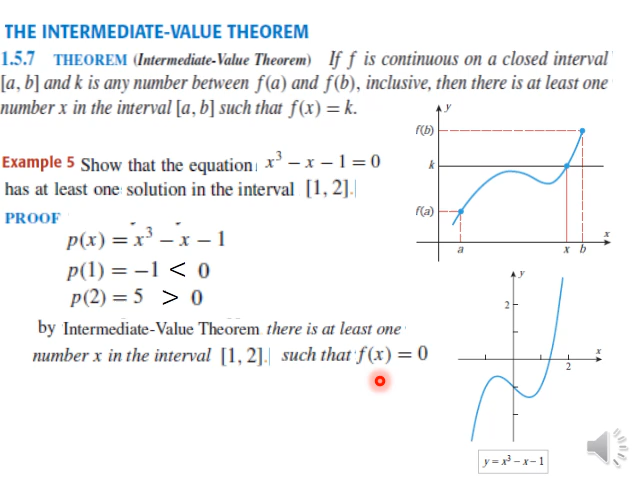 THE INTERMEDIATE-VALUE THEOREM
1.5.7 THEOREM (Intermediate-Value Theorem) If f is continuous on a closed interval
[a, b] and k is any number between f(a) and f(b), inclusive, then there is at least one
number x in the interval [a, b] such that f(x) = k.
Example 5 Show that the equation x³ − x − 1 = 0
has at least one solution in the interval [1, 2].
PROOF
p(x) = x³ − x − 1
p(1) = −1 < 0
p(2) = 5 > 0
by Intermediate-Value Theorem there is at least one
number x in the interval [1, 2]. such that f(x) = 0
y
f(b)
k
f(a)
x
a x b
y
2
x
2
y = x³ − x − 1